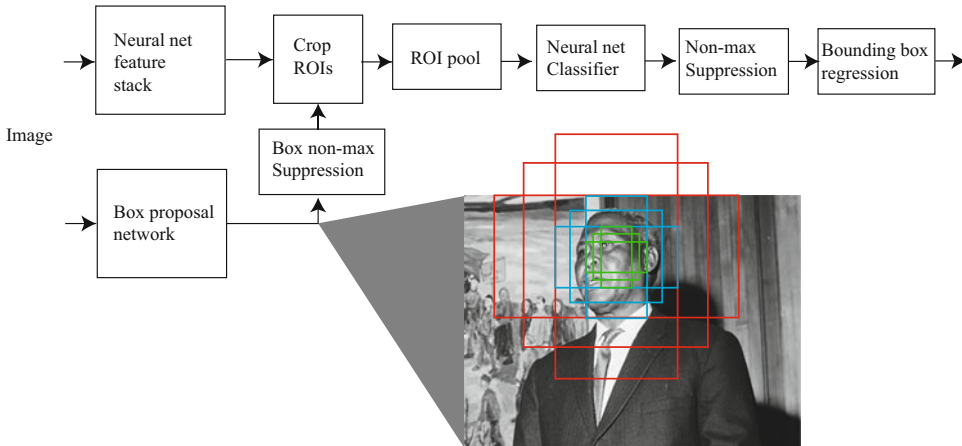 Neural net
feature
stack
Crop
ROIs
ROI pool
Neural net
Classifier
Non-max
Suppression
Bounding box
regression
Image
Box non-max
Suppression
Box proposal
network